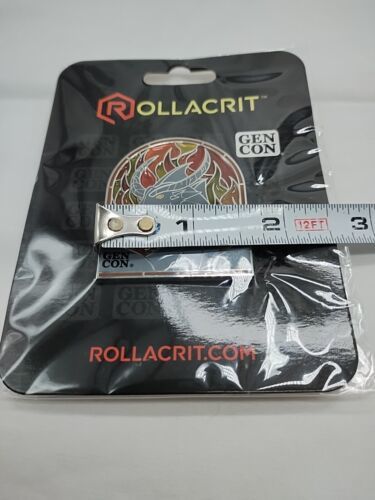 ROLLACRIT™
GEN
CON
1 2 12FT 3
GEN
CON®
ROLLACRIT.COM